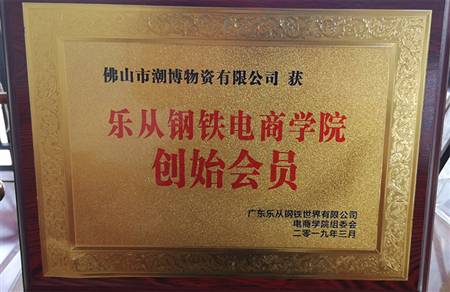 佛山市潮博物资有限公司 获
乐从钢铁电商学院
创始会员
广东乐从钢铁世界有限公司
电商学院组委会
二零一九年三月